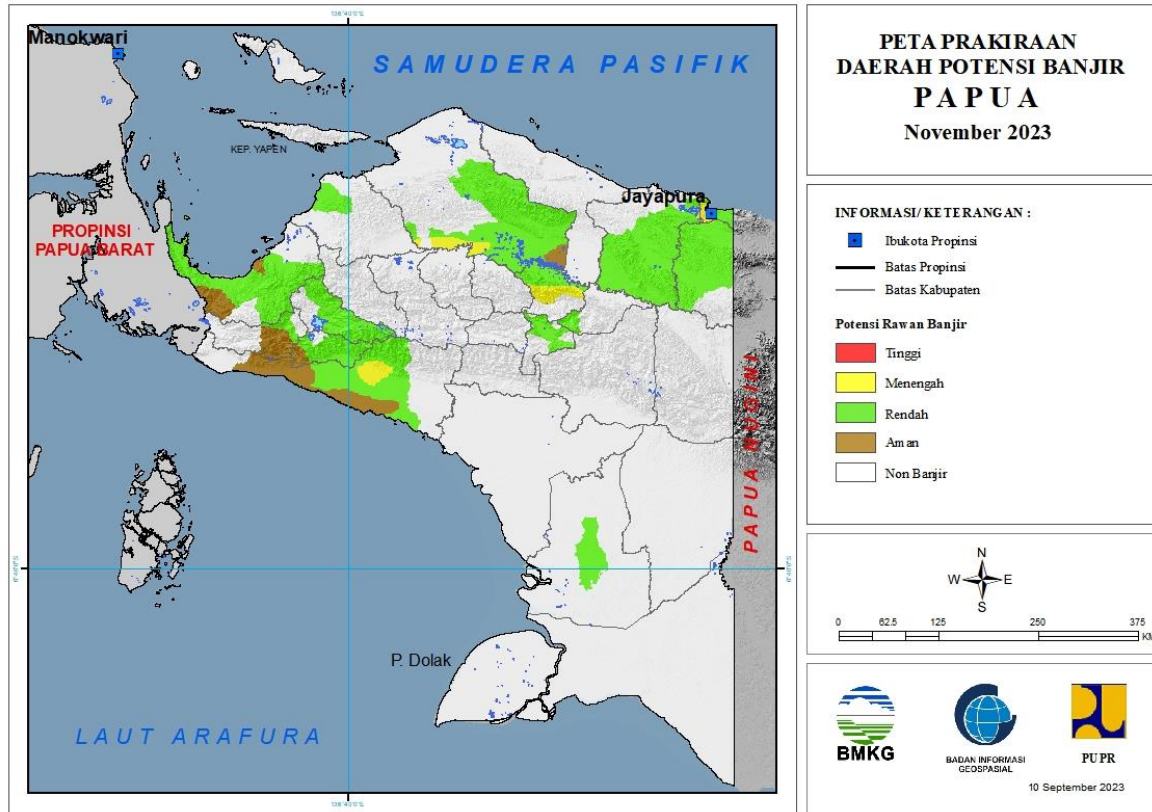 Manokwari
SAMUDERA PASIFIK
KEP. YAPEN
Jayapura
PROPINSI
PAPUA BARAT
PAPUA NUGINI
P. Dolak
LAUT ARAFURA
PETA PRAKIRAAN
DAERAH POTENSI BANJIR
PAPUA
November 2023
INFORMASI/ KETERANGAN :
Ibukota Propinsi
Batas Propinsi
Batas Kabupaten
Potensi Rawan Banjir
Tinggi
Menengah
Rendah
Aman
Non Banjir
N
W E
S
0 62.5 125 250 375
KM
BMKG
BADAN INFORMASI
GEOSPASIAL
PUPR
10 September 2023